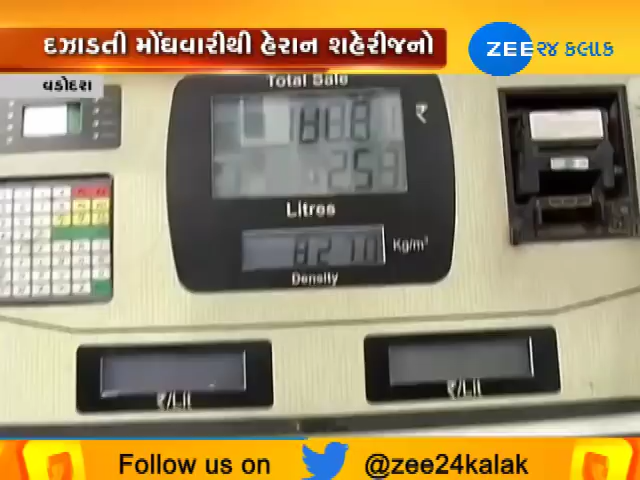 દઝાડતી મોંઘવારીથી હેરાન શહેરીજનો
ZEE ૨૪ કલાક
વડોદરા
Total Sale
₹
Litres
8210
Kg/m³
Density
₹/Lit
₹/Lit
Follow us on
@zee24kalak